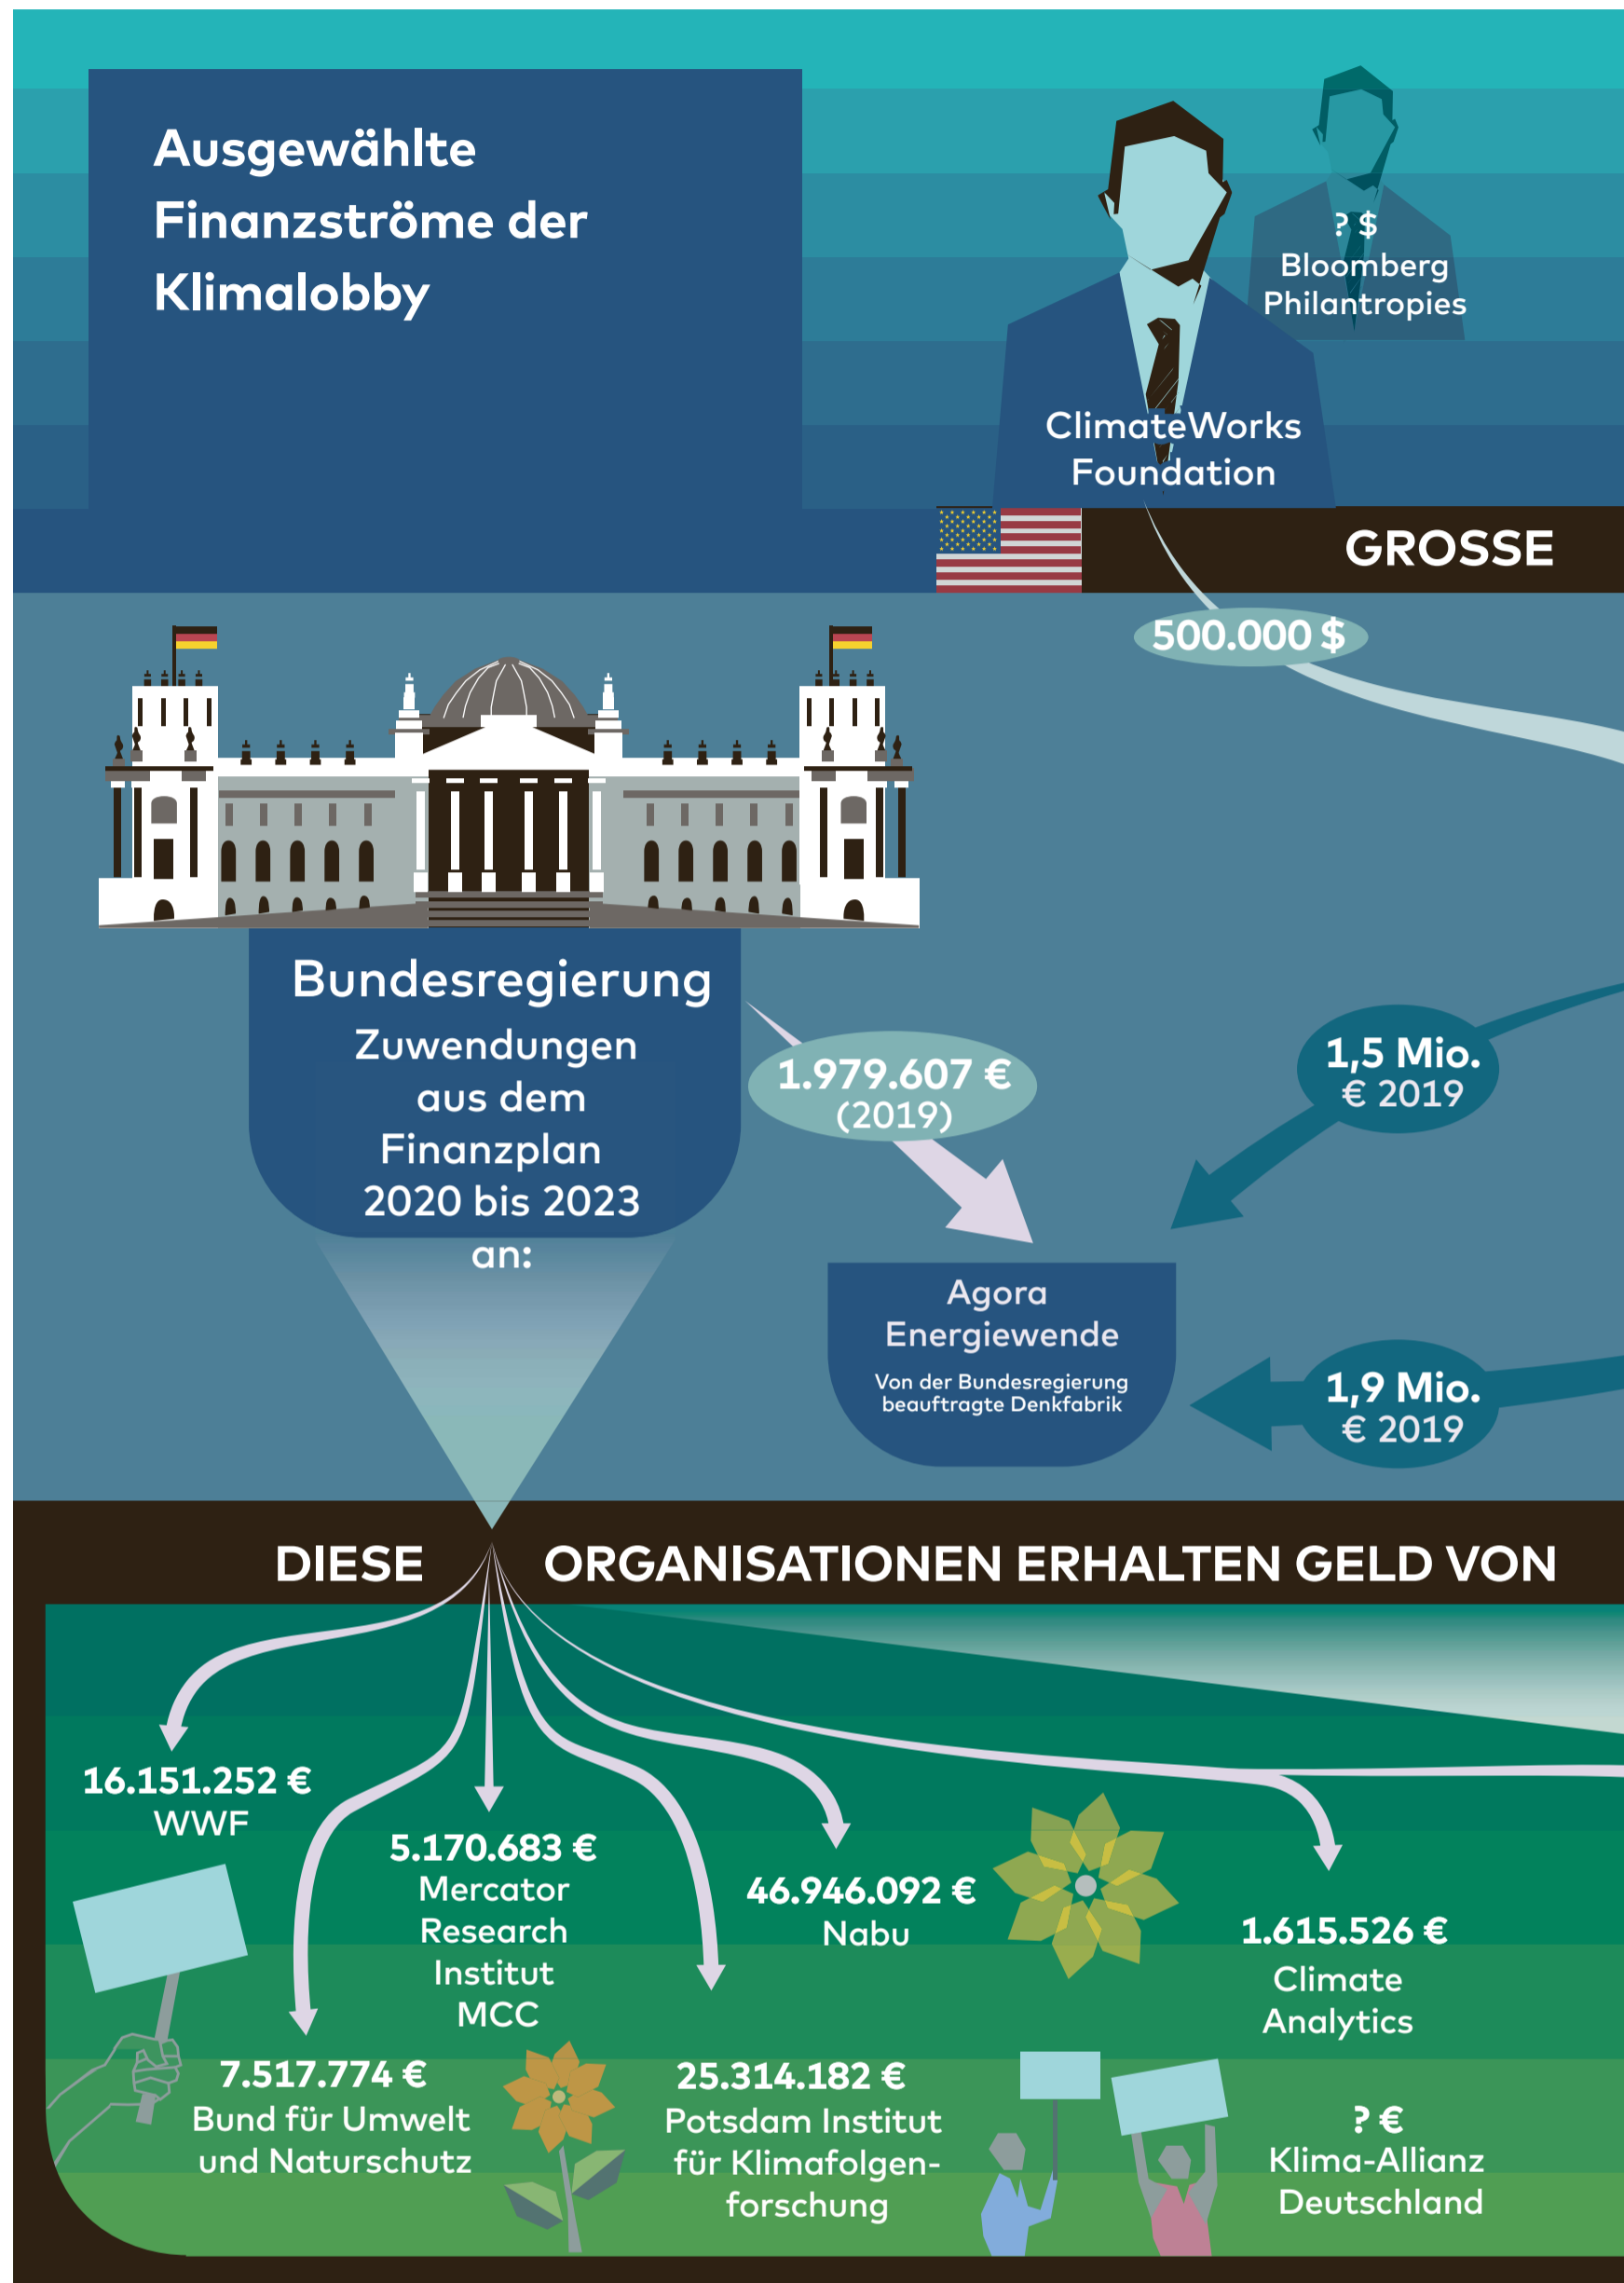 Ausgewählte
Finanzströme der
Klimalobby
? $
Bloomberg
Philantropies
ClimateWorks
Foundation
GROSSE
500.000 $
Bundesregierung
Zuwendungen
aus dem
Finanzplan
2020 bis 2023
an:
1.979.607 €
(2019)
1,5 Mio.
€ 2019
Agora
Energiewende
Von der Bundesregierung
beauftragte Denkfabrik
1,9 Mio.
€ 2019
DIESE ORGANISATIONEN ERHALTEN GELD VON
16.151.252 €
WWF
5.170.683 €
Mercator
Research
Institut
MCC
46.946.092 €
Nabu
1.615.526 €
Climate
Analytics
7.517.774 €
Bund für Umwelt
und Naturschutz
25.314.182 €
Potsdam Institut
für Klimafolgen-
forschung
? €
Klima-Allianz
Deutschland